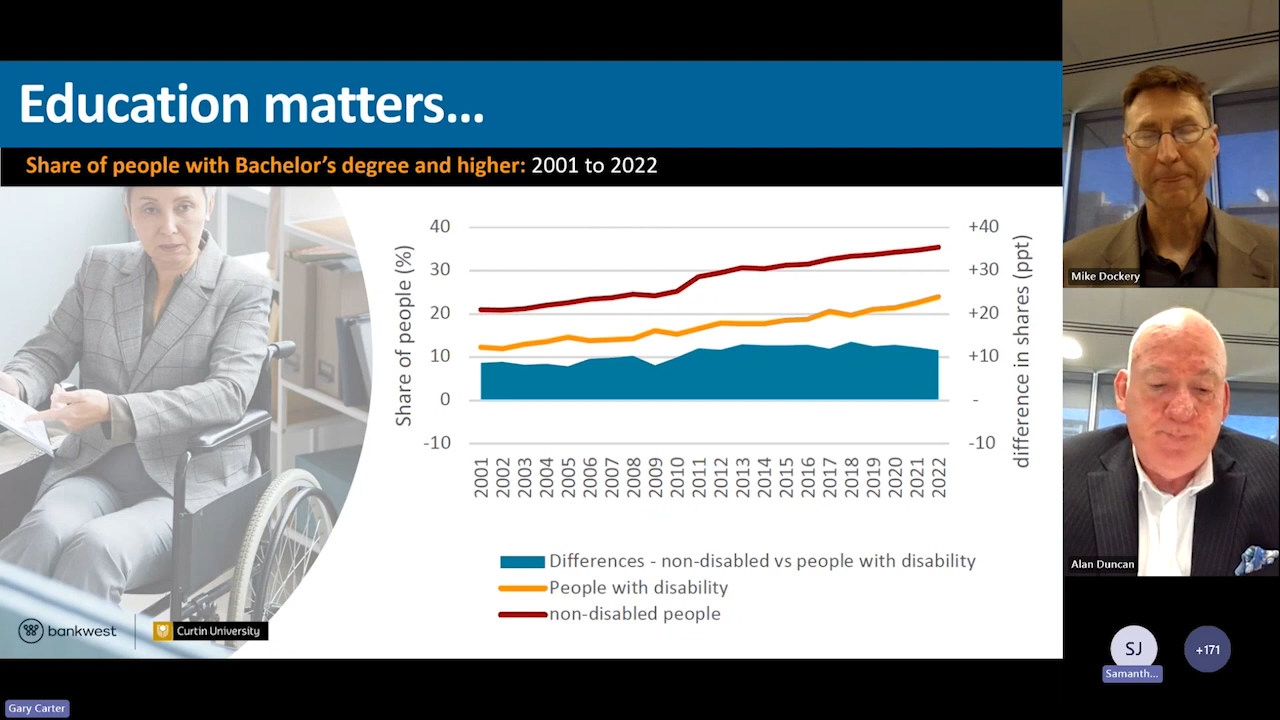 Education matters...
Share of people with Bachelor's degree and higher: 2001 to 2022
Share of people (%)
40
30
20
10
0
-10
+40
+30
+20
+10
-
-10
difference in shares (ppt)
2001 2002 2003 2004 2005 2006 2007 2008 2009 2010 2011 2012 2013 2014 2015 2016 2017 2018 2019 2020 2021 2022
Differences - non-disabled vs people with disability
People with disability
non-disabled people
bankwest
Curtin University
Mike Dockery
Alan Duncan
SJ
Samanth...
+171
Gary Carter